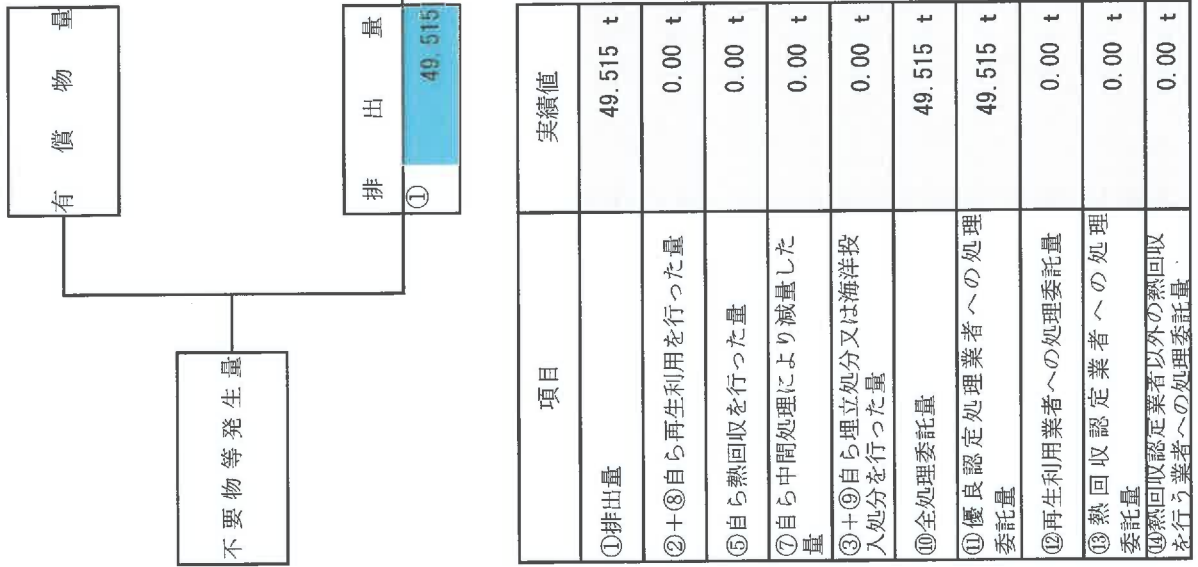 有償物量
不要物等発生量
排出量
① 49.515
項目 実績値
①排出量 49.515 t
②+⑧自ら再生利用を行った量 0.00 t
⑤自ら熱回収を行った量 0.00 t
⑦自ら中間処理により減量した
量 0.00 t
③+⑨自ら埋立処分又は海洋投
入処分を行った量 0.00 t
⑩全処理委託量 49.515 t
⑪優良認定処理業者への処理
委託量 49.515 t
⑫再生利用業者への処理委託量 0.00 t
⑬熱回収認定業者への処理
委託量 0.00 t
⑭熱回収認定業者以外の熱回収
を行う業者への処理委託量 0.00 t